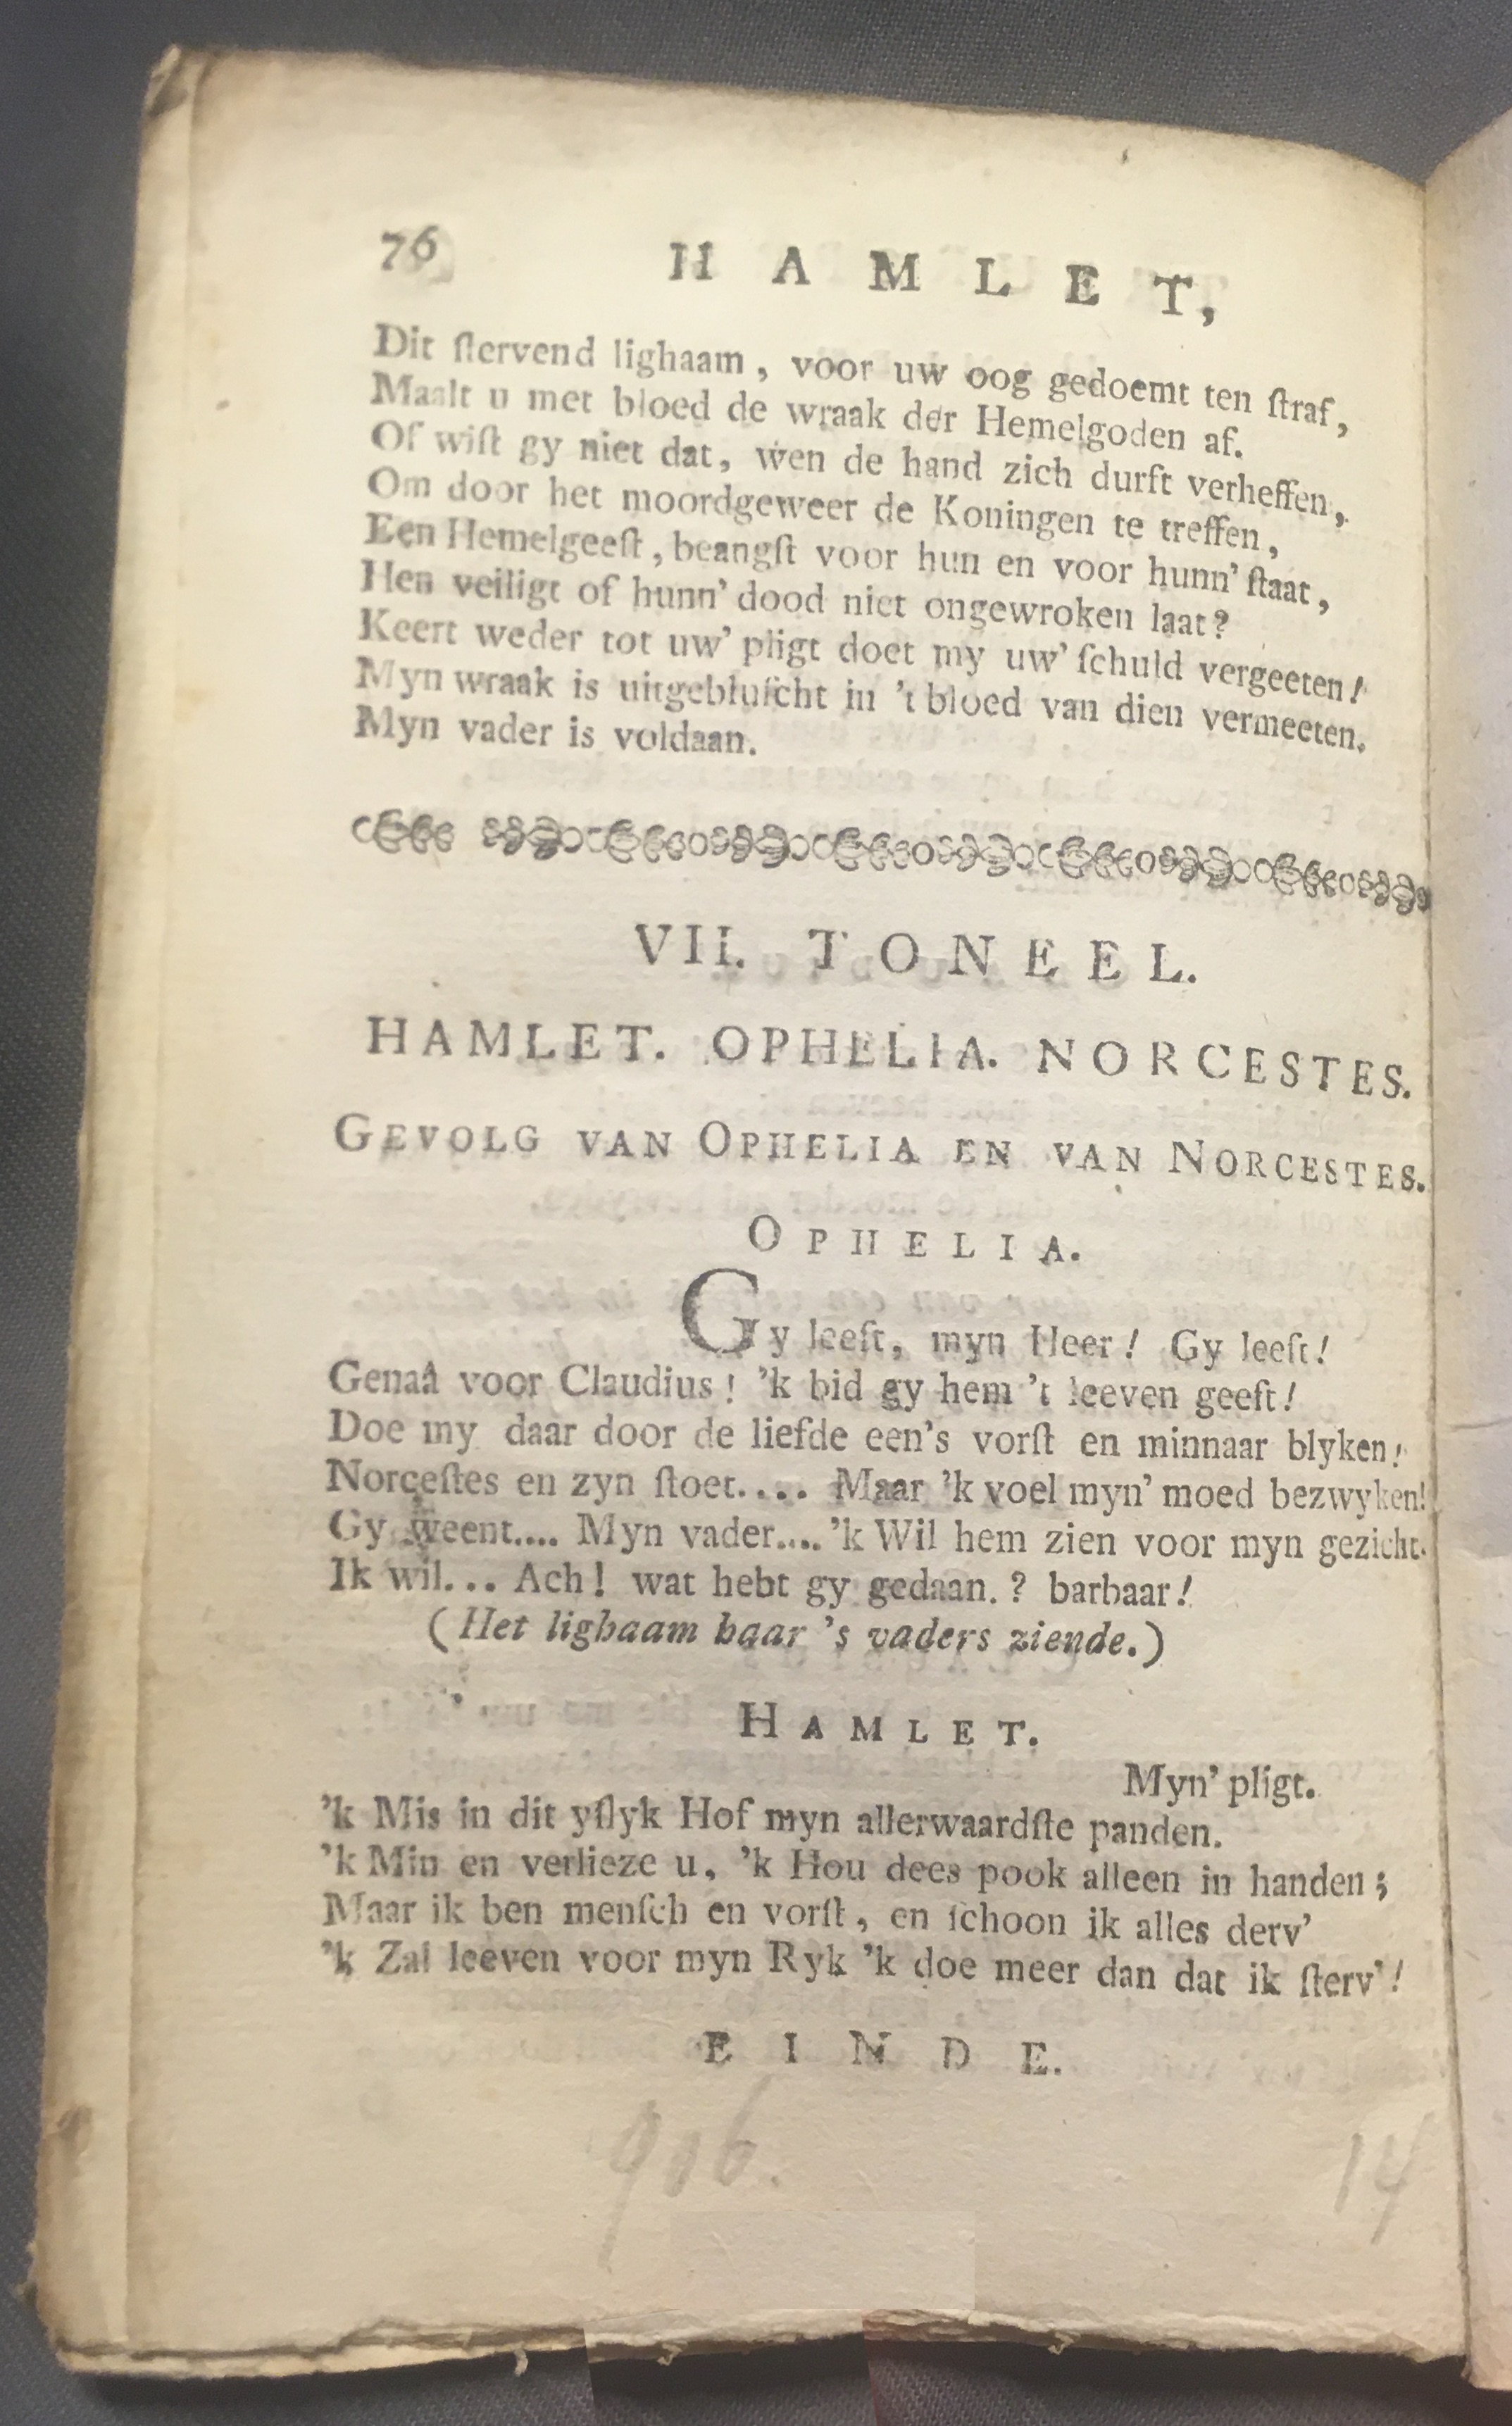 76 HAMLET,
Dit ſtervend lighaam, voor uw oog gedoemt ten ſtraf,
Maalt u met bloed de wraak der Hemelgoden af.
Of wiſt gy niet dat, wen de hand zich durft verheffen,
Om door het moordgeweer de Koningen te treffen,
Een Hemelgeeſt, beangſt voor hun en voor hunn' ſtaat,
Hen veiligt of hunn' dood niet ongewroken laat?
Keert weder tot uw' pligt doet my uw' ſchuld vergeeten!
Myn wraak is uitgebluſcht in 't bloed van dien vermeeten.
Myn vader is voldaan.
VII. TONEEL.
HAMLET. OPHELIA. NORCESTES.
GEVOLG VAN OPHELIA EN VAN NORCESTES.
OPHELIA.
Gy leeft, myn Heer! Gy leeft!
Genaâ voor Claudius! 'k bid gy hem 't leeven geeft!
Doe my daar door de liefde een's vorſt en minnaar blyken!
Norceſtes en zyn ſtoet.... Maar 'k voel myn' moed bezwyken!
Gy weent.... Myn vader.... 'k Wil hem zien voor myn gezicht.
Ik wil... Ach! wat hebt gy gedaan.? barbaar!
(Het lighaam haar 's vaders ziende.)
HAMLET.
Myn' pligt.
'k Mis in dit yſlyk Hof myn allerwaardſte panden.
'k Min en verlieze u, 'k Hou dees pook alleen in handen;
Maar ik ben menſch en vorſt, en ſchoon ik alles derv'
'k Zal leeven voor myn Ryk 'k doe meer dan dat ik ſterv'!
EINDE.
906.
14